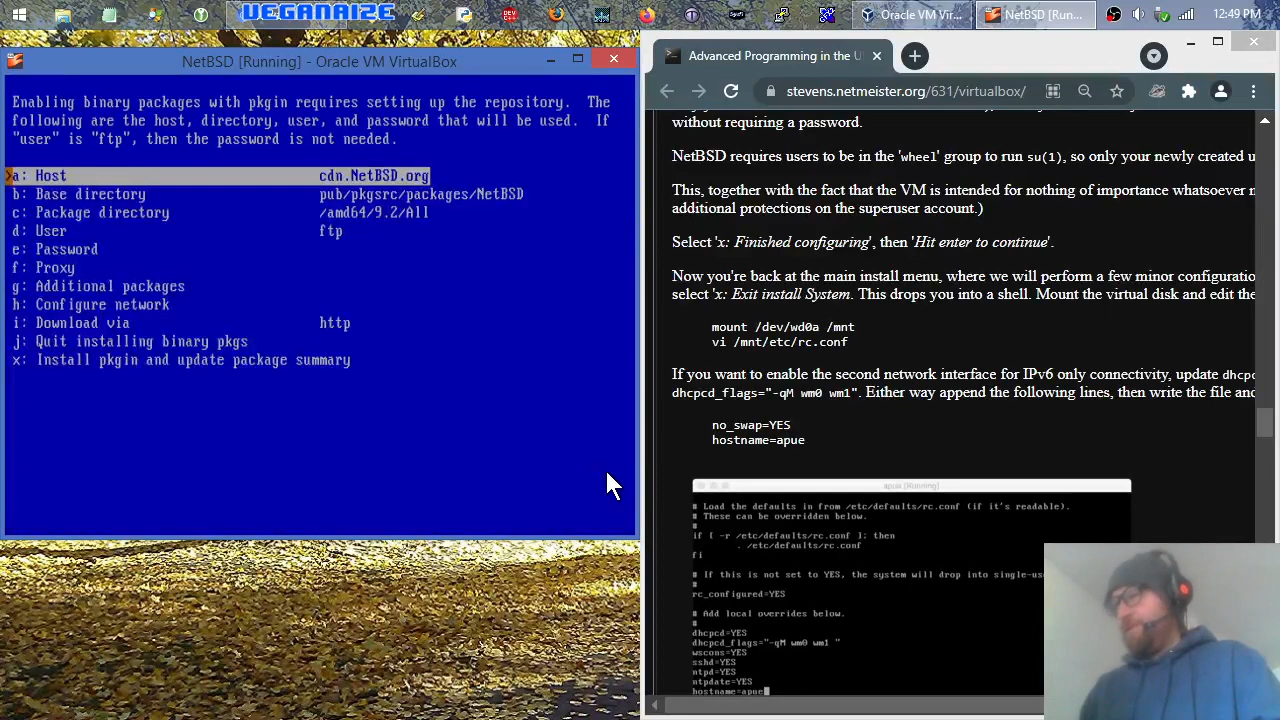 VEGANAIZE
DEV
Oracle VM Virt...
NetBSD [Run...
12:49 PM
NetBSD [Running] - Oracle VM VirtualBox
Enabling binary packages with pkgin requires setting up the repository.  The
following are the host, directory, user, and password that will be used.  If
"user" is "ftp", then the password is not needed.
>a: Host cdn.NetBSD.org
b: Base directory pub/pkgsrc/packages/NetBSD
c: Package directory /amd64/9.2/All
d: User ftp
e: Password
f: Proxy
g: Additional packages
h: Configure network
i: Download via http
j: Quit installing binary pkgs
x: Install pkgin and update package summary
Advanced Programming in the U
stevens.netmeister.org/631/virtualbox/
without requiring a password.
NetBSD requires users to be in the 'wheel' group to run su(1), so only your newly created u
This, together with the fact that the VM is intended for nothing of importance whatsoever n
additional protections on the superuser account.)
Select 'x: Finished configuring', then 'Hit enter to continue'.
Now you're back at the main install menu, where we will perform a few minor configuratio
select 'x: Exit install System. This drops you into a shell. Mount the virtual disk and edit the
mount /dev/wd0a /mnt
vi /mnt/etc/rc.conf
If you want to enable the second network interface for IPv6 only connectivity, update dhcp
dhcpcd_flags="-qM wm0 wm1". Either way append the following lines, then write the file and
no_swap=YES
hostname=apue
apue [Running]
# Load the defaults in from /etc/defaults/rc.conf (if it's readable).
# These can be overridden below.
#
if [ -r /etc/defaults/rc.conf ]; then
. /etc/defaults/rc.conf
fi
# If this is not set to YES, the system will drop into single-us
#
rc_configured=YES
# Add local overrides below.
#
dhcpcd=YES
dhcpcd_flags="-qM wm0 wm1 "
wscons=YES
sshd=YES
ntpd=YES
ntpdate=YES
hostname=apue